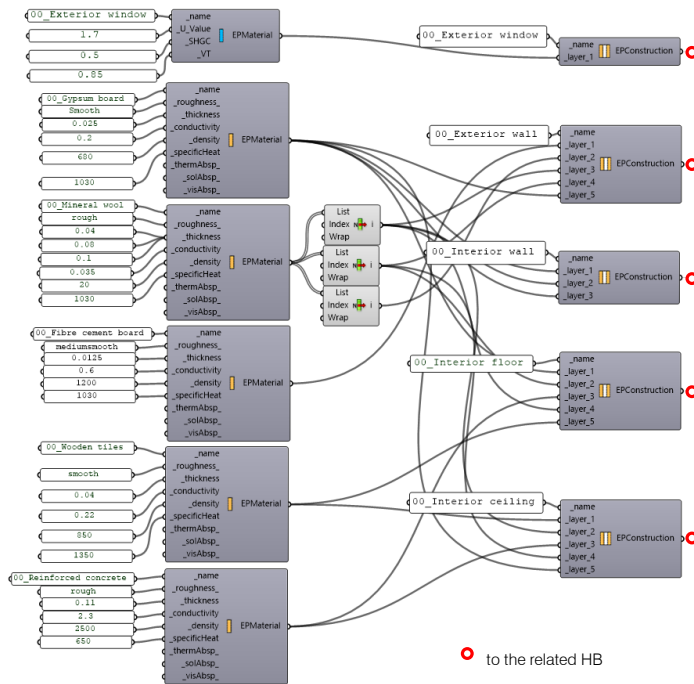 00_Exterior window
1.7
0.5
0.85
_name
_U_Value
_SHGC
_VT
EPMaterial
00_Exterior window
_name
_layer_1
EPConstruction
00_Gypsum board
Smooth
0.025
0.2
680
1030
_name
_roughness_
_thickness
_conductivity
_density
_specificHeat
_thermAbsp_
_solAbsp_
_visAbsp_
EPMaterial
00_Exterior wall
_name
_layer_1
_layer_2
_layer_3
_layer_4
_layer_5
EPConstruction
00_Mineral wool
rough
0.04
0.08
0.1
0.035
20
1030
_name
_roughness_
_thickness
_conductivity
_density
_specificHeat
_thermAbsp_
_solAbsp_
_visAbsp_
EPMaterial
List
Index
Wrap
N
i
List
Index
Wrap
N
i
List
Index
Wrap
N
i
00_Interior wall
_name
_layer_1
_layer_2
_layer_3
EPConstruction
00_Fibre cement board
mediumsmooth
0.0125
0.6
1200
1030
_name
_roughness_
_thickness
_conductivity
_density
_specificHeat
_thermAbsp_
_solAbsp_
_visAbsp_
EPMaterial
00_Interior floor
_name
_layer_1
_layer_2
_layer_3
_layer_4
_layer_5
EPConstruction
00_Wooden tiles
smooth
0.04
0.22
850
1350
_name
_roughness_
_thickness
_conductivity
_density
_specificHeat
_thermAbsp_
_solAbsp_
_visAbsp_
EPMaterial
00_Interior ceiling
_name
_layer_1
_layer_2
_layer_3
_layer_4
_layer_5
EPConstruction
00_Reinforced concrete
rough
0.11
2.3
2500
650
_name
_roughness_
_thickness
_conductivity
_density
_specificHeat
_thermAbsp_
_solAbsp_
_visAbsp_
EPMaterial
to the related HB